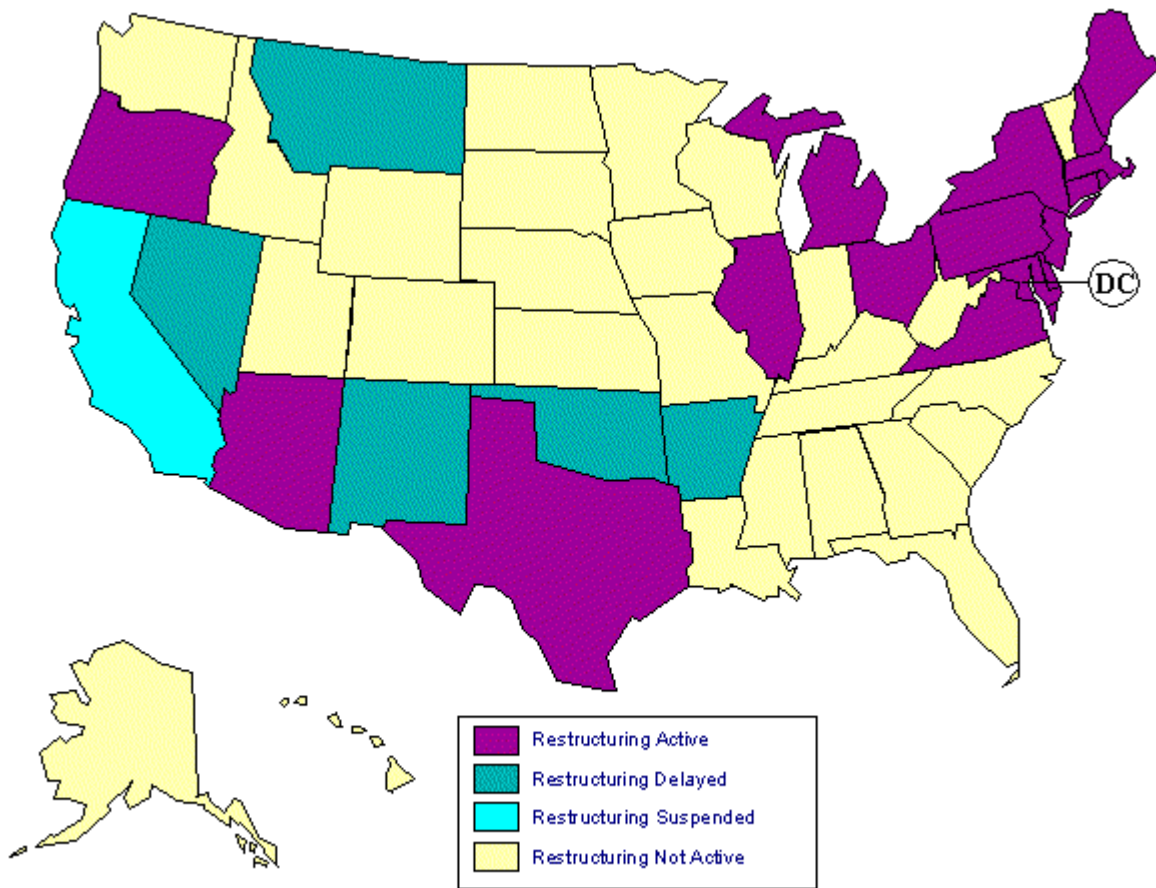 DC
Restructuring Active
Restructuring Delayed
Restructuring Suspended
Restructuring Not Active